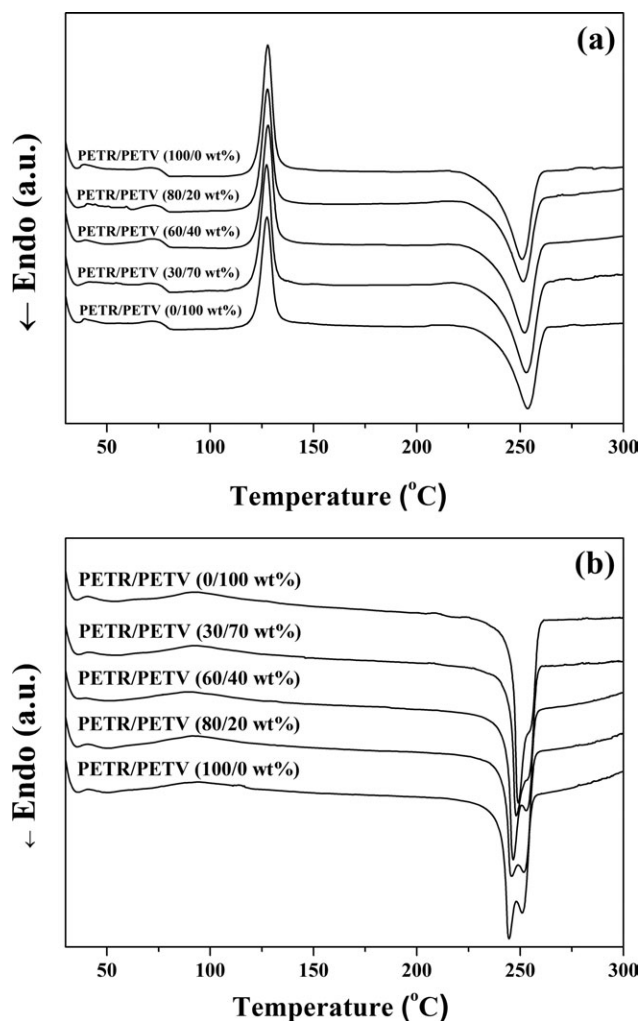 (a)
PETR/PETV (100/0 wt%)
PETR/PETV (80/20 wt%)
PETR/PETV (60/40 wt%)
PETR/PETV (30/70 wt%)
PETR/PETV (0/100 wt%)
← Endo (a.u.)
50 100 150 200 250 300
Temperature (°C)
(b)
PETR/PETV (0/100 wt%)
PETR/PETV (30/70 wt%)
PETR/PETV (60/40 wt%)
PETR/PETV (80/20 wt%)
PETR/PETV (100/0 wt%)
← Endo (a.u.)
50 100 150 200 250 300
Temperature (°C)